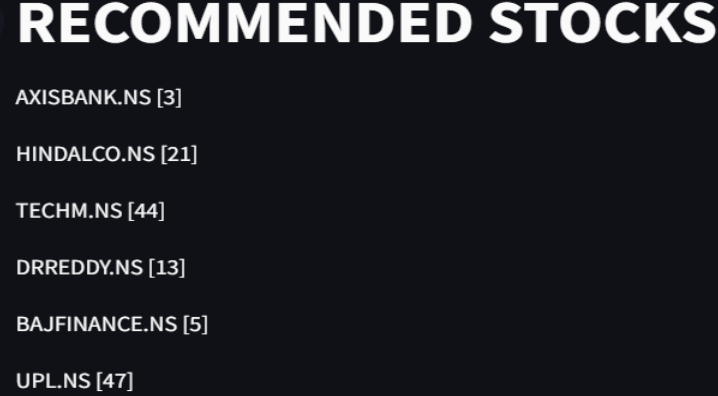 RECOMMENDED STOCKS
AXISBANK.NS [3]
HINDALCO.NS [21]
TECHM.NS [44]
DRREDDY.NS [13]
BAJFINANCE.NS [5]
UPL.NS [47]